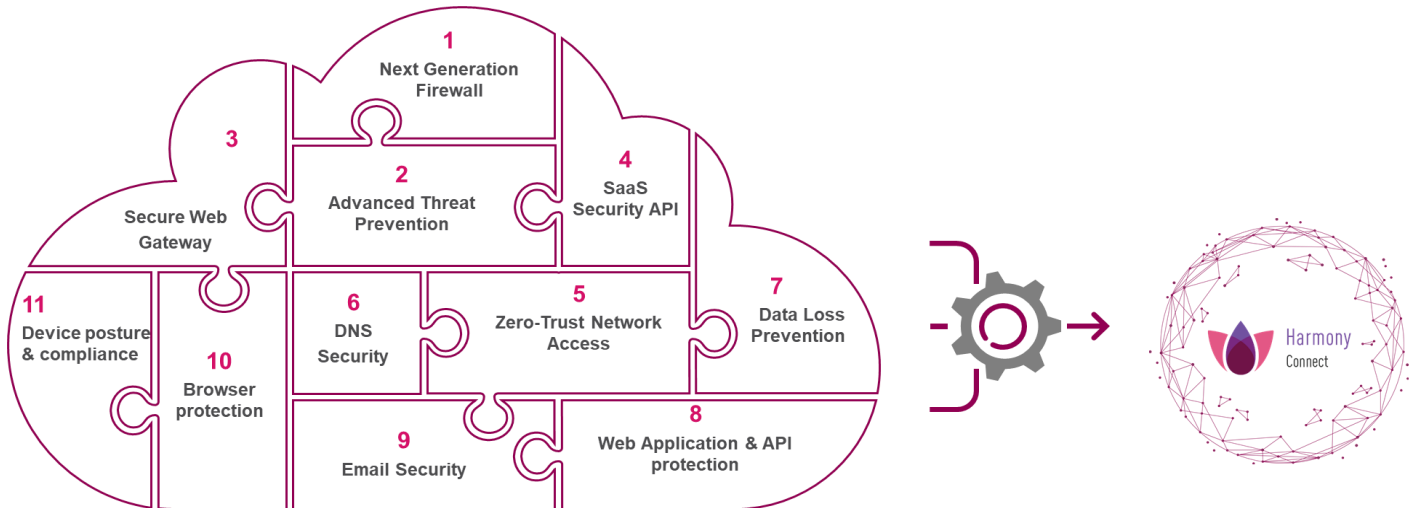 1
Next Generation
Firewall
2
Advanced Threat
Prevention
3
Secure Web
Gateway
4
SaaS
Security API
5
Zero-Trust Network
Access
6
DNS
Security
7
Data Loss
Prevention
8
Web Application & API
protection
9
Email Security
10
Browser
protection
11
Device posture
& compliance
Harmony
Connect